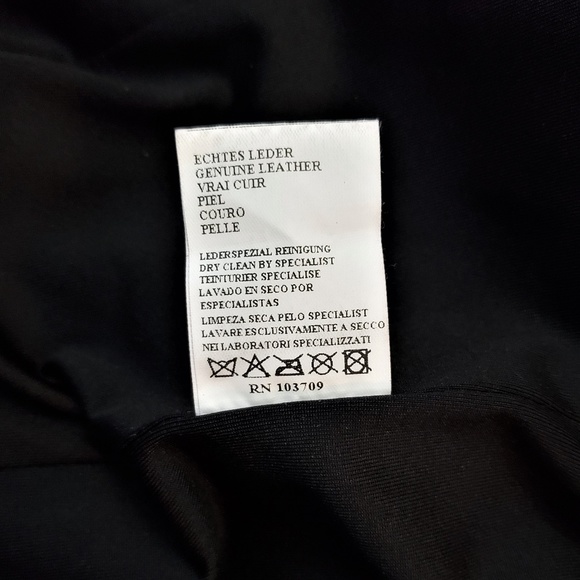 ECHTES LEDER
GENUINE LEATHER
VRAI CUIR
PIEL
COURO
PELLE
LEDERSPEZIAL REINIGUNG
DRY CLEAN BY SPECIALIST
TEINTURIER SPECIALISE
LAVADO EN SECO POR
ESPECIALISTAS
LIMPEZA SECA PELO SPECIALIST
LAVARE ESCLUSIVAMENTE A SECCO
NEI LABORATORI SPECIALIZZATI
RN 103709